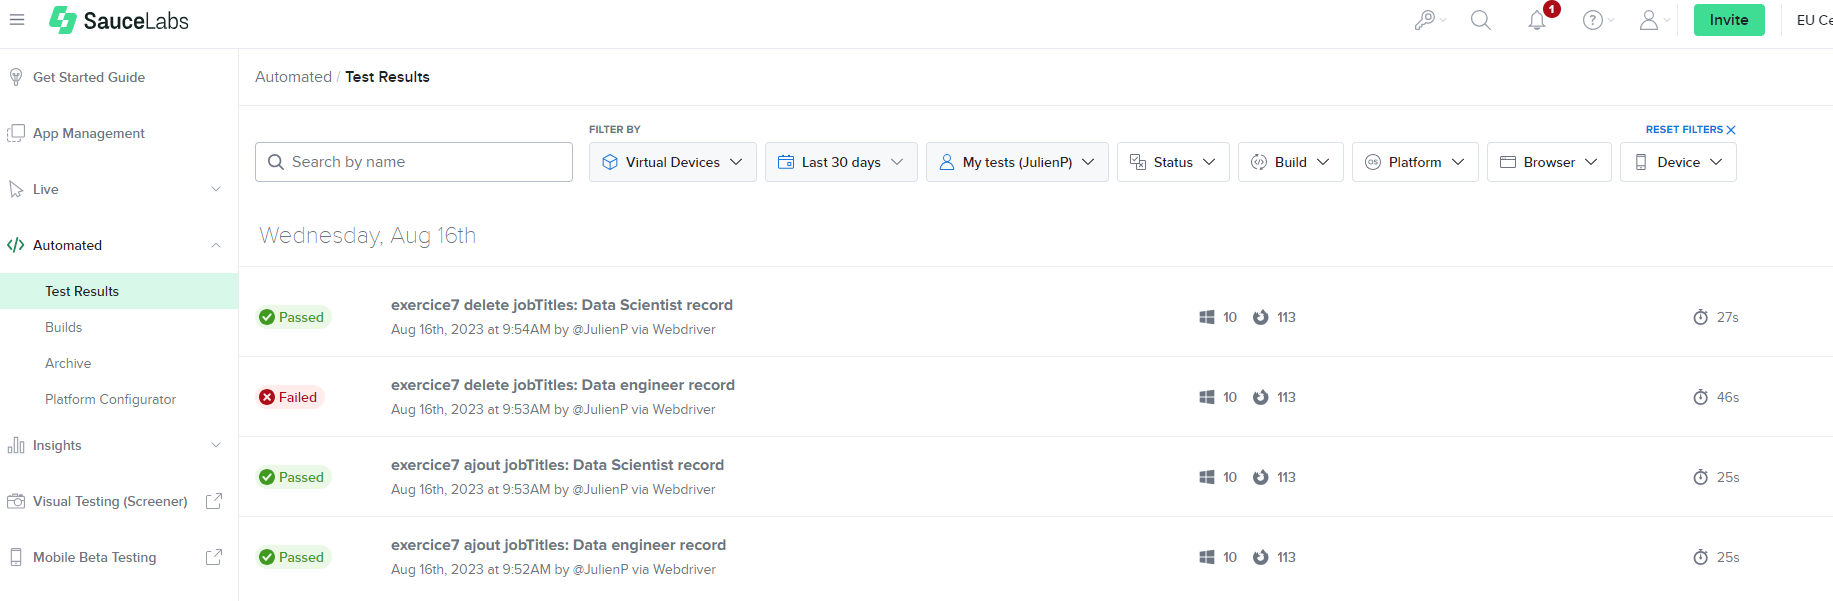 SauceLabs
1
Invite
EU Ce
Get Started Guide
App Management
Live
Automated
Test Results
Builds
Archive
Platform Configurator
Insights
Visual Testing (Screener)
Mobile Beta Testing
Automated / Test Results
FILTER BY
RESET FILTERS
Search by name
Virtual Devices
Last 30 days
My tests (JulienP)
Status
Build
OS Platform
Browser
Device
Wednesday, Aug 16th
Passed
exercice7 delete jobTitles: Data Scientist record
Aug 16th, 2023 at 9:54AM by @JulienP via Webdriver
10 113
27s
Failed
exercice7 delete jobTitles: Data engineer record
Aug 16th, 2023 at 9:53AM by @JulienP via Webdriver
10 113
46s
Passed
exercice7 ajout jobTitles: Data Scientist record
Aug 16th, 2023 at 9:53AM by @JulienP via Webdriver
10 113
25s
Passed
exercice7 ajout jobTitles: Data engineer record
Aug 16th, 2023 at 9:52AM by @JulienP via Webdriver
10 113
25s